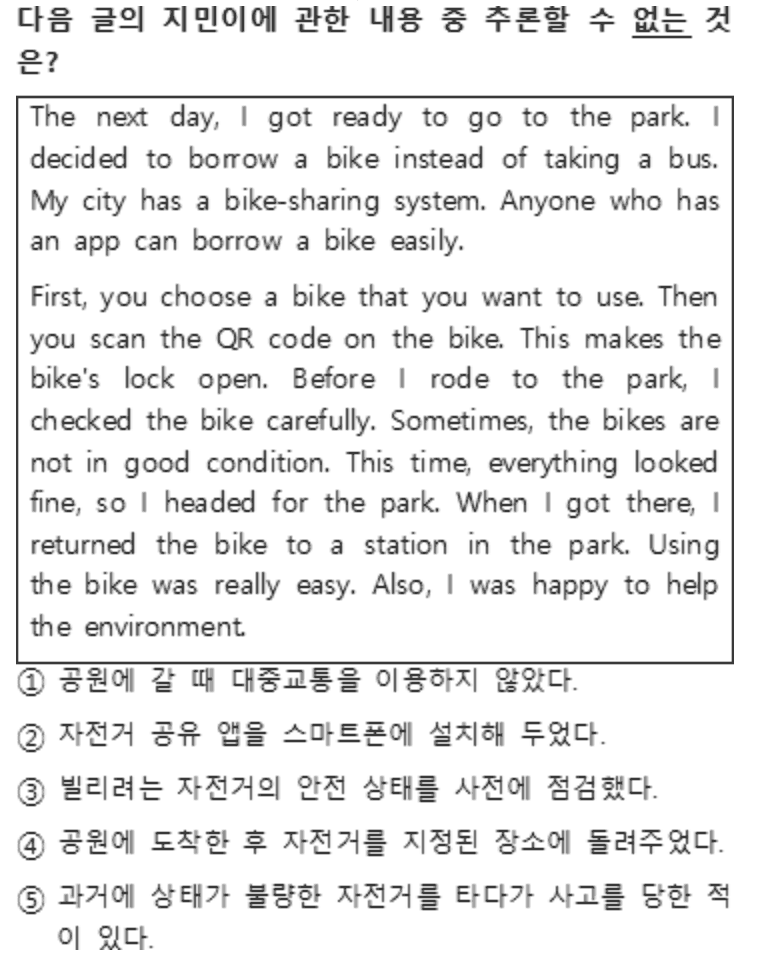 다음 글의 지민이에 관한 내용 중 추론할 수 없는 것
은?
The next day, I got ready to go to the park. I
decided to borrow a bike instead of taking a bus.
My city has a bike-sharing system. Anyone who has
an app can borrow a bike easily.
First, you choose a bike that you want to use. Then
you scan the QR code on the bike. This makes the
bike's lock open. Before I rode to the park, I
checked the bike carefully. Sometimes, the bikes are
not in good condition. This time, everything looked
fine, so I headed for the park. When I got there, I
returned the bike to a station in the park. Using
the bike was really easy. Also, I was happy to help
the environment.
① 공원에 갈 때 대중교통을 이용하지 않았다.
② 자전거 공유 앱을 스마트폰에 설치해 두었다.
③ 빌리려는 자전거의 안전 상태를 사전에 점검했다.
④ 공원에 도착한 후 자전거를 지정된 장소에 돌려주었다.
⑤ 과거에 상태가 불량한 자전거를 타다가 사고를 당한 적
이 있다.